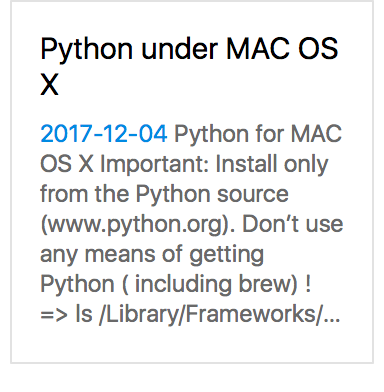 Python under MAC OS
X
2017-12-04 Python for MAC
OS X Important: Install only
from the Python source
(www.python.org). Don’t use
any means of getting
Python ( including brew) !
=> ls /Library/Frameworks/...